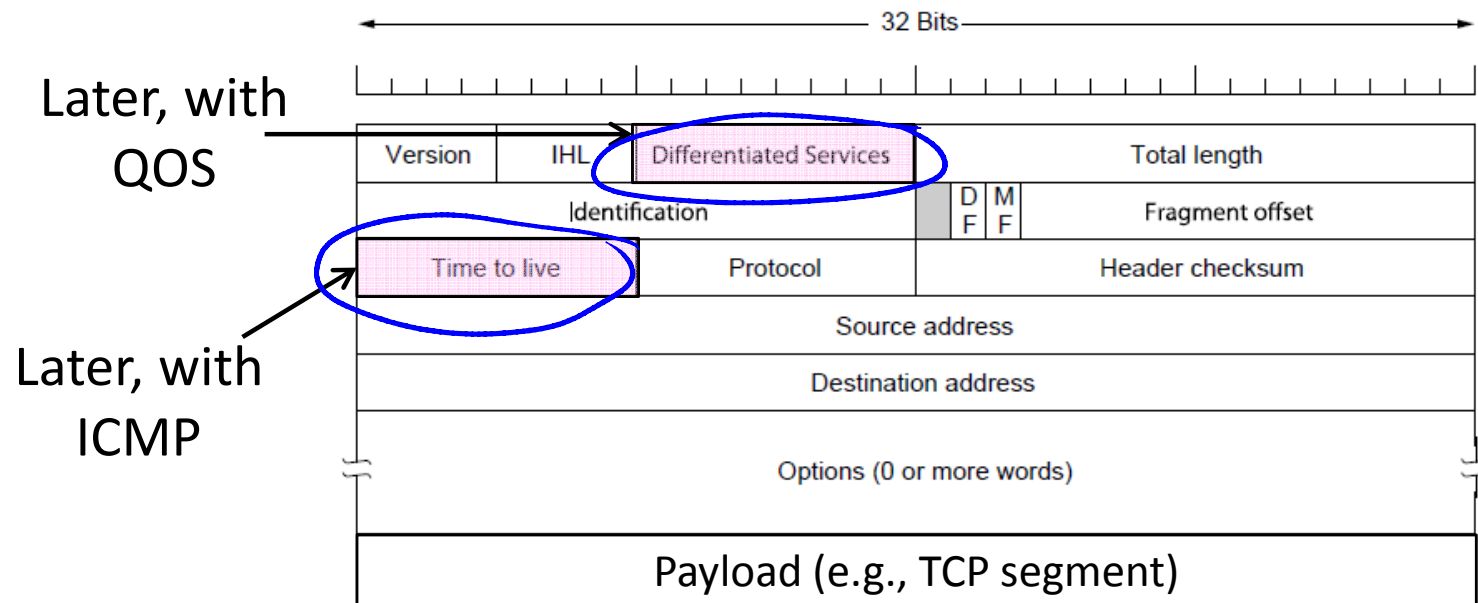 32 Bits
Later, with
QOS
Version IHL Differentiated Services Total length
Identification D F M F Fragment offset
Time to live Protocol Header checksum
Source address
Later, with
ICMP
Destination address
Options (0 or more words)
Payload (e.g., TCP segment)